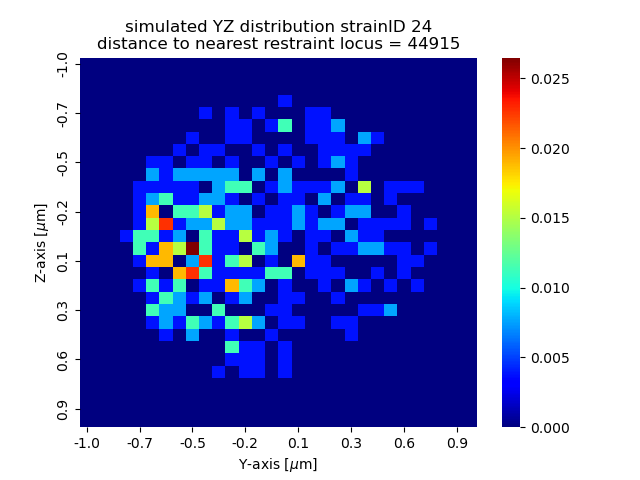 simulated YZ distribution strainID 24
distance to nearest restraint locus = 44915
-1.0
-0.7
-0.5
-0.2
0.1
0.3
0.6
0.9
Z-axis [μm]
-1.0 -0.7 -0.5 -0.2 0.1 0.3 0.6 0.9
Y-axis [μm]
0.025
0.020
0.015
0.010
0.005
0.000